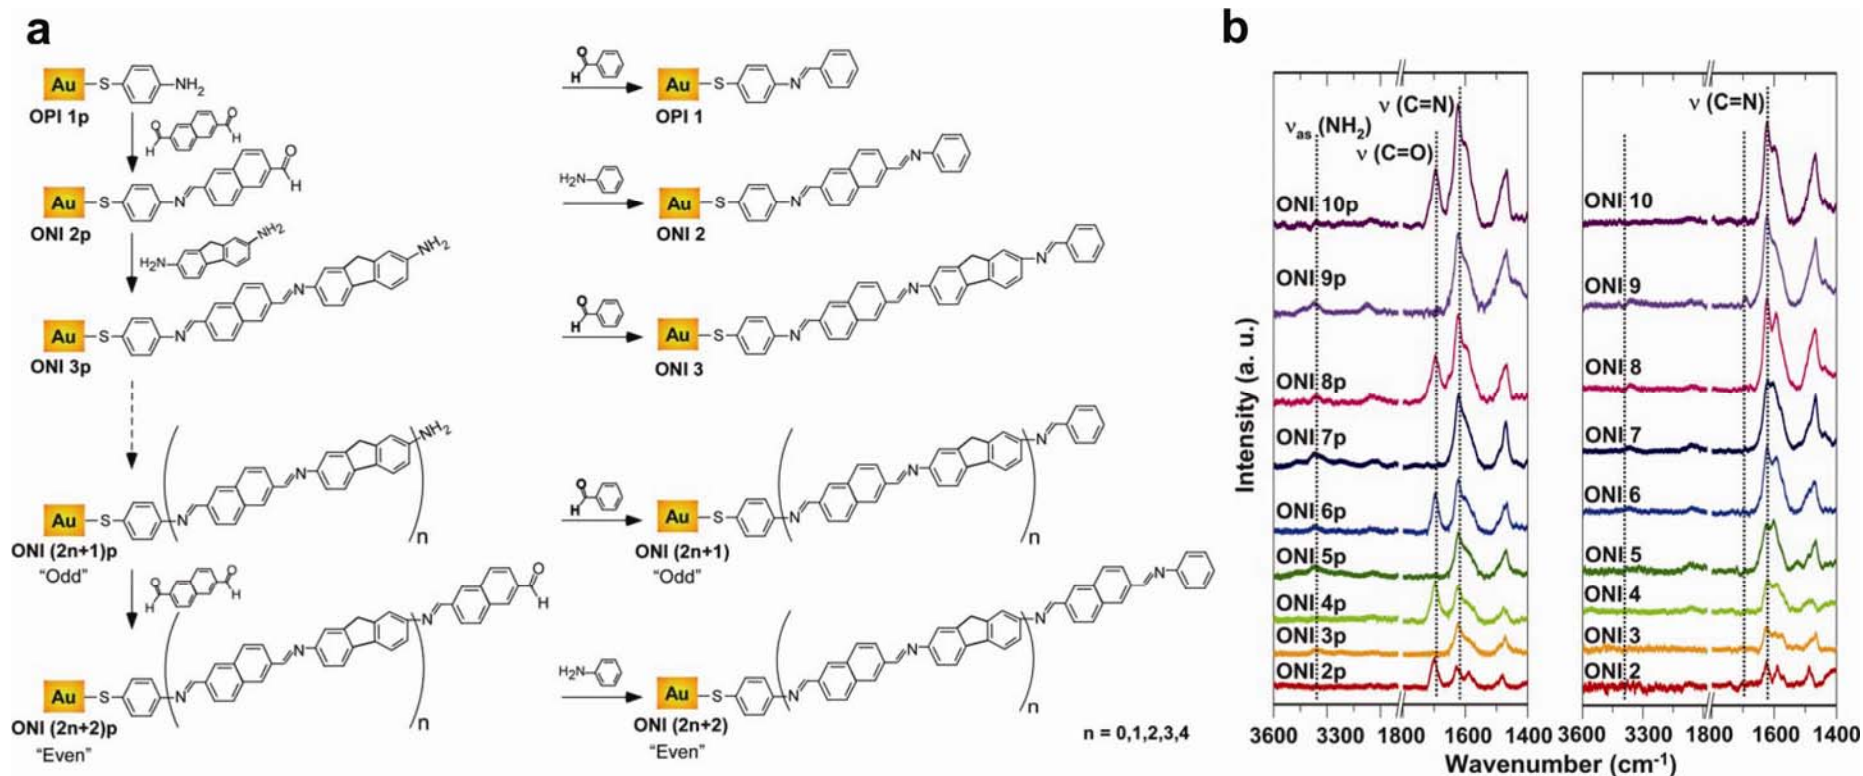 a
Au
S
NH₂
OPI 1p
O
H
Au
S
N
OPI 1
O
H
O
H
Au
S
N
O
H
ONI 2p
H₂N
Au
S
N
N
ONI 2
H₂N
NH₂
Au
S
N
N
NH₂
ONI 3p
O
H
Au
S
N
N
N
ONI 3
Au
S
N
N
NH₂
n
ONI (2n+1)p
"Odd"
O
H
Au
S
N
N
N
n
ONI (2n+1)
"Odd"
O
H
O
H
Au
S
N
N
N
O
H
n
ONI (2n+2)p
"Even"
H₂N
Au
S
N
N
N
N
n
ONI (2n+2)
"Even"
n = 0,1,2,3,4
b
Intensity (a. u.)
ν (C=N)
νas (NH₂)
ν (C=O)
ONI 10p
ONI 9p
ONI 8p
ONI 7p
ONI 6p
ONI 5p
ONI 4p
ONI 3p
ONI 2p
ν (C=N)
ONI 10
ONI 9
ONI 8
ONI 7
ONI 6
ONI 5
ONI 4
ONI 3
ONI 2
3600 3300 1800 1600 1400 3600 3300 1800 1600 1400
Wavenumber (cm⁻¹)